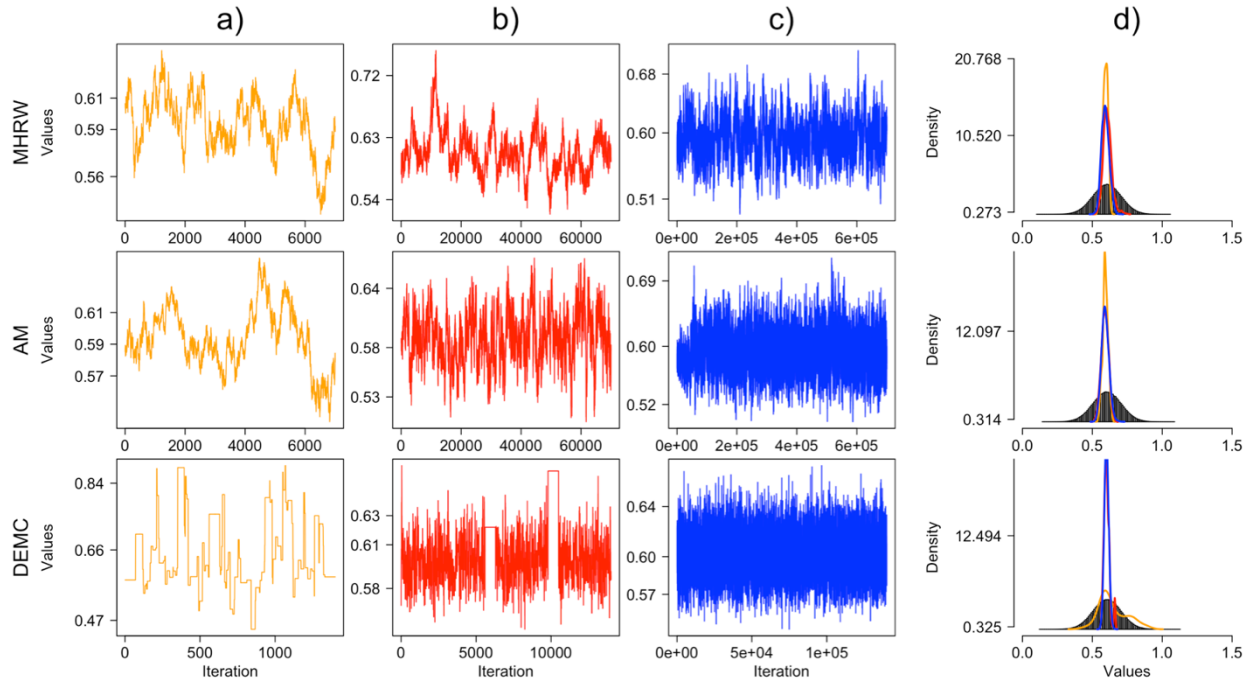 a) b) c) d)
MHRW
Values
0.61
0.59
0.56
0 2000 4000 6000
0.72
0.63
0.54
0 20000 40000 60000
0.68
0.60
0.51
0e+00 2e+05 4e+05 6e+05
Density
20.768
10.520
0.273
0.0 0.5 1.0 1.5
AM
Values
0.61
0.59
0.57
0 2000 4000 6000
0.64
0.58
0.53
0 20000 40000 60000
0.69
0.60
0.52
0e+00 2e+05 4e+05 6e+05
Density
12.097
0.314
0.0 0.5 1.0 1.5
DEMC
Values
0.84
0.66
0.47
0 500 1000
Iteration
0.63
0.61
0.58
0 5000 10000
Iteration
0.64
0.60
0.57
0e+00 5e+04 1e+05
Iteration
Density
12.494
0.325
0.0 0.5 1.0 1.5
Values